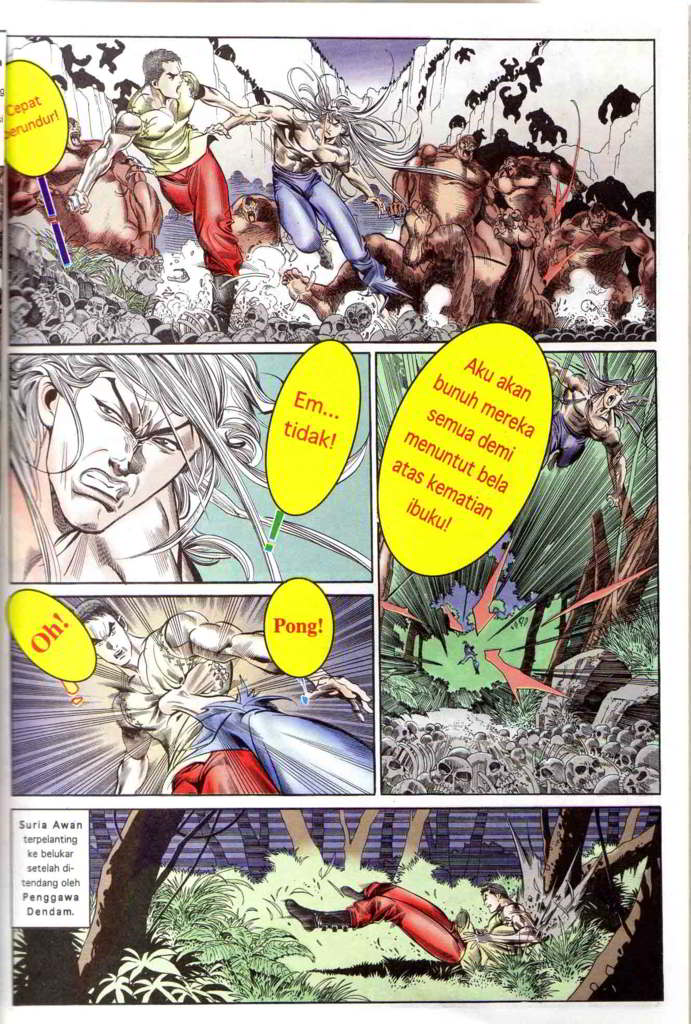 Cepat
berundur!
Em...
tidak!
Aku akan
bunuh mereka
semua demi
menuntut bela
atas kematian
ibuku!
Oh!
Pong!
Suria Awan
terpelanting
ke belukar
setelah di-
tendang oleh
Penggawa
Dendam.